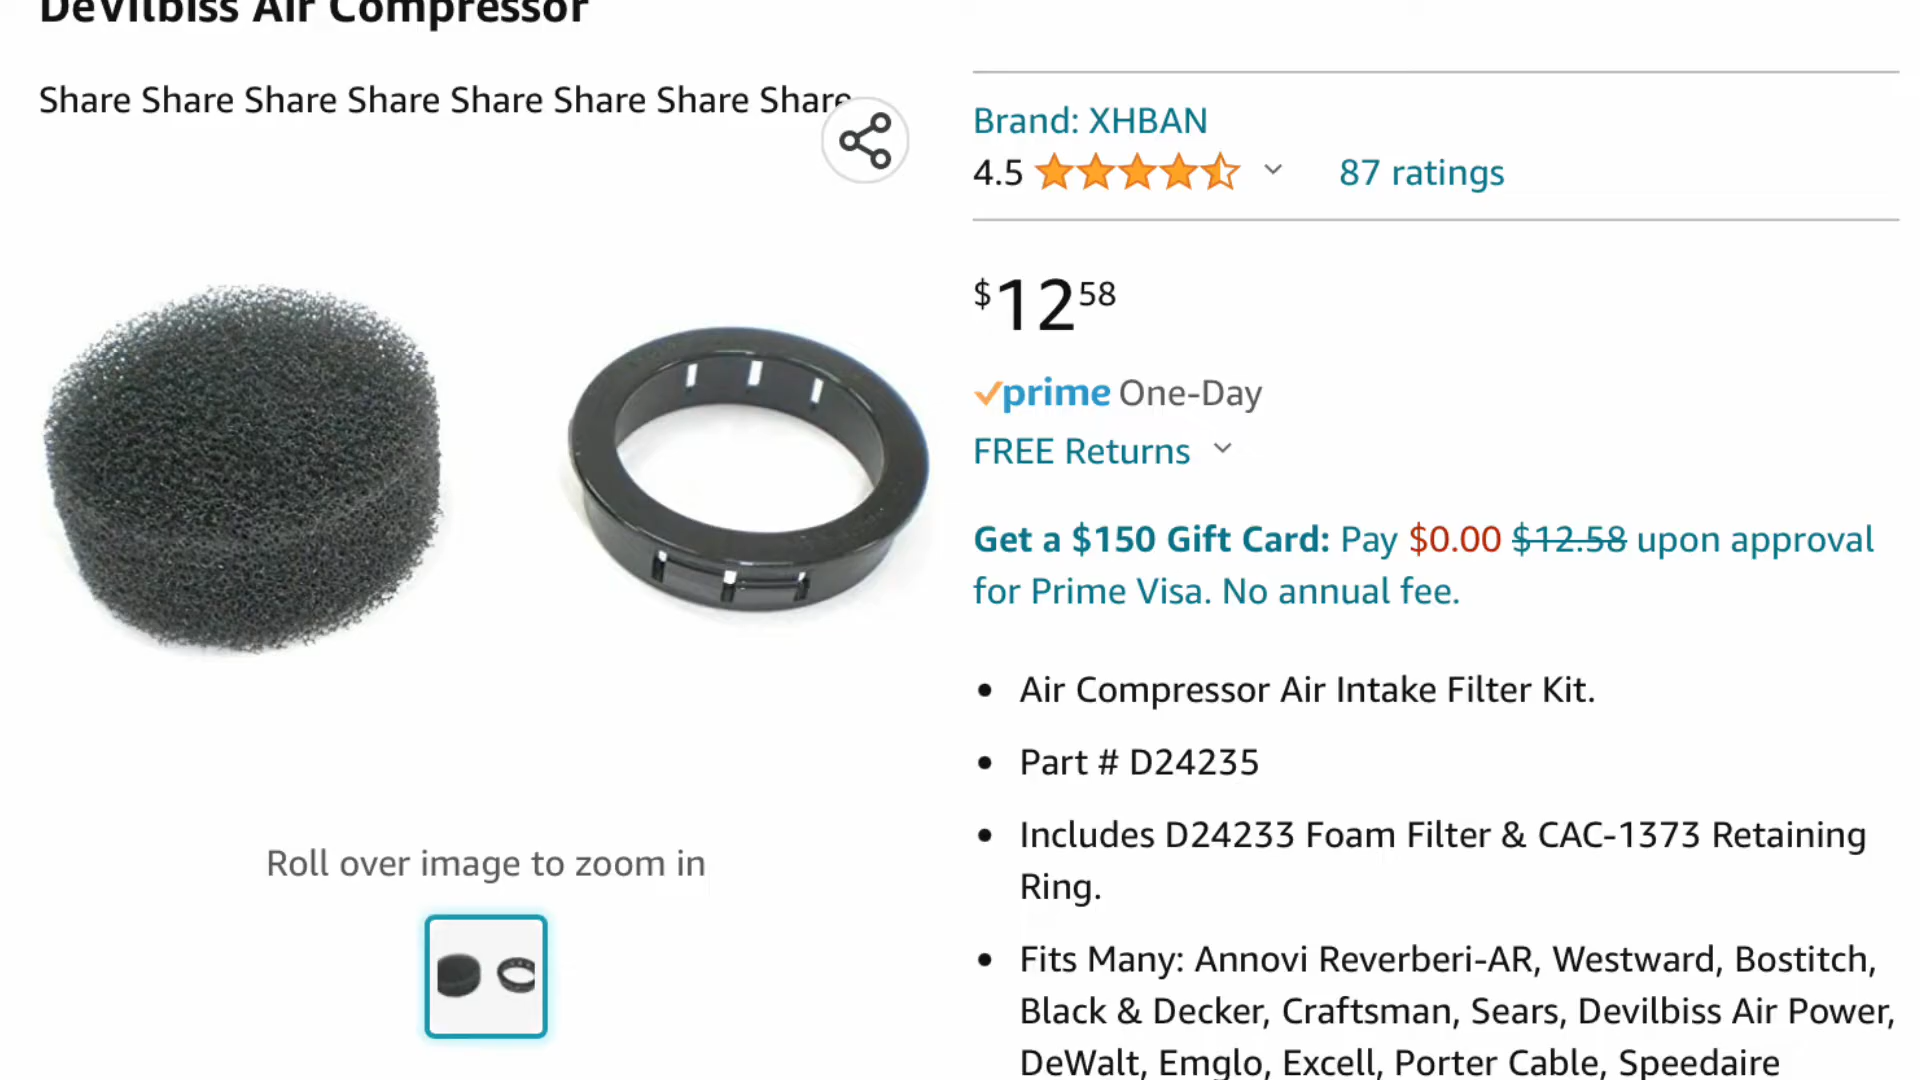 DeVilbiss Air Compressor
Share Share Share Share Share Share Share Share
Brand: XHBAN
4.5
87 ratings
$12 58
prime One-Day
FREE Returns
Get a $150 Gift Card: Pay $0.00 $12.58 upon approval
for Prime Visa. No annual fee.
Air Compressor Air Intake Filter Kit.
Part # D24235
Includes D24233 Foam Filter & CAC-1373 Retaining
Ring.
Fits Many: Annovi Reverberi-AR, Westward, Bostitch,
Black & Decker, Craftsman, Sears, Devilbiss Air Power,
DeWalt, Emglo, Excell, Porter Cable, Speedaire
Roll over image to zoom in